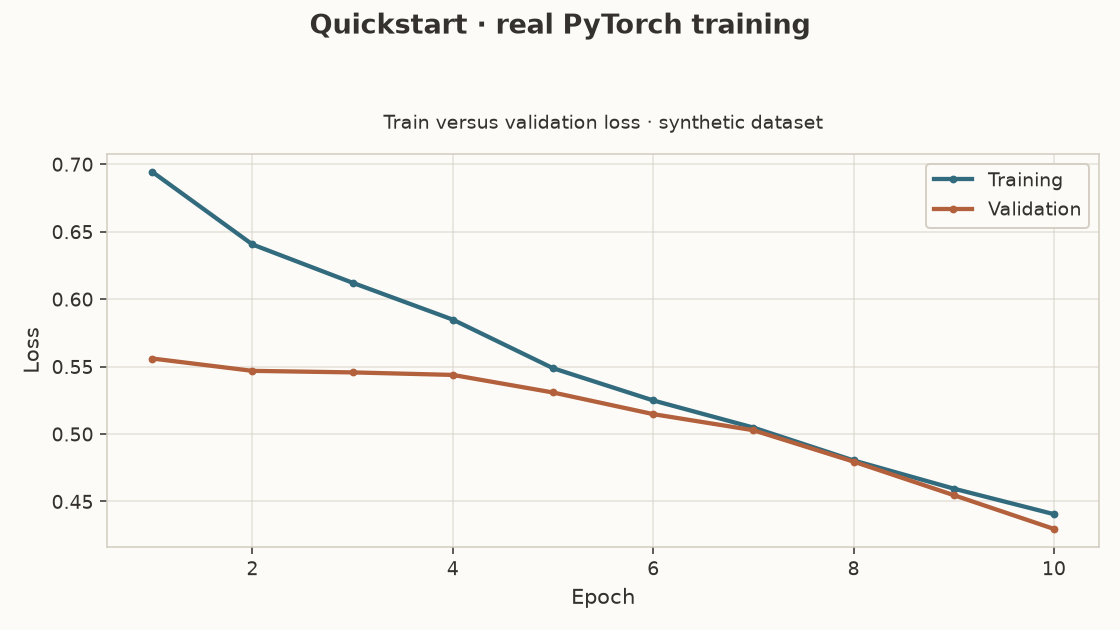 Quickstart · real PyTorch training
Train versus validation loss · synthetic dataset
0.70
0.65
0.60
0.55
0.50
0.45
Loss
Training
Validation
2
4
6
8
10
Epoch